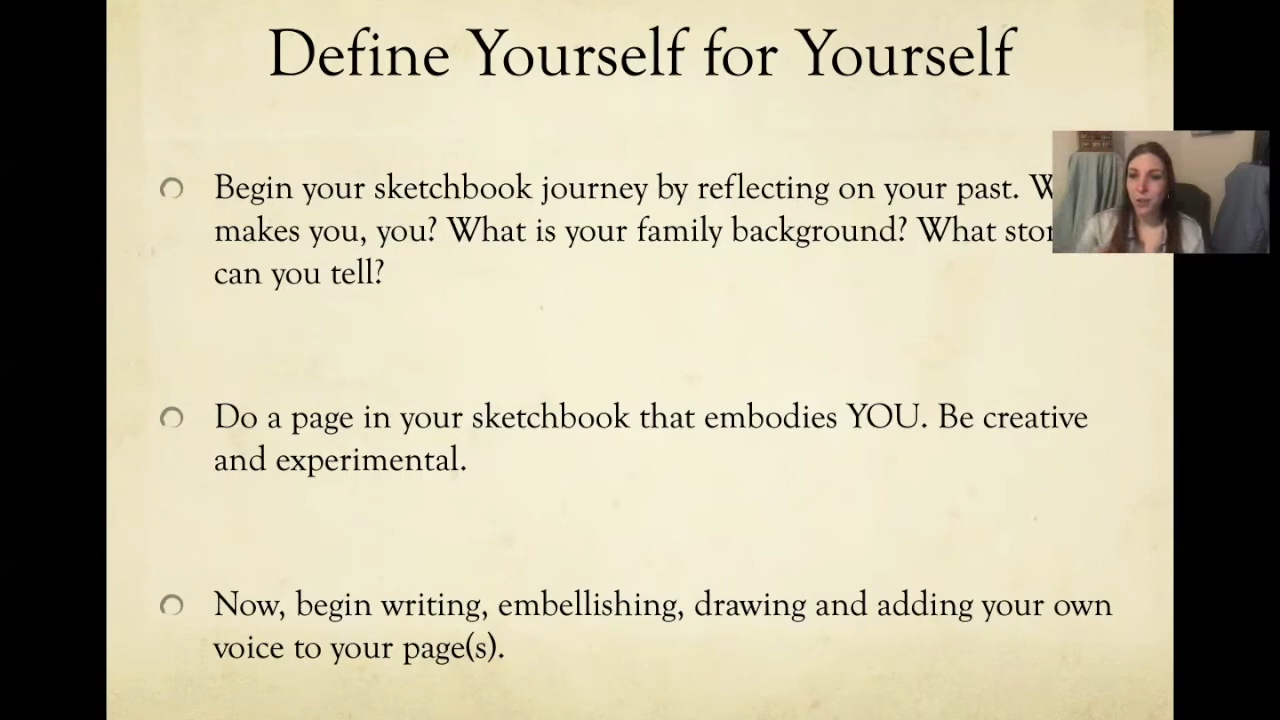 Define Yourself for Yourself
Begin your sketchbook journey by reflecting on your past.
makes you, you? What is your family background? What
can you tell?
Do a page in your sketchbook that embodies YOU. Be creative
and experimental.
Now, begin writing, embellishing, drawing and adding your own
voice to your page(s).